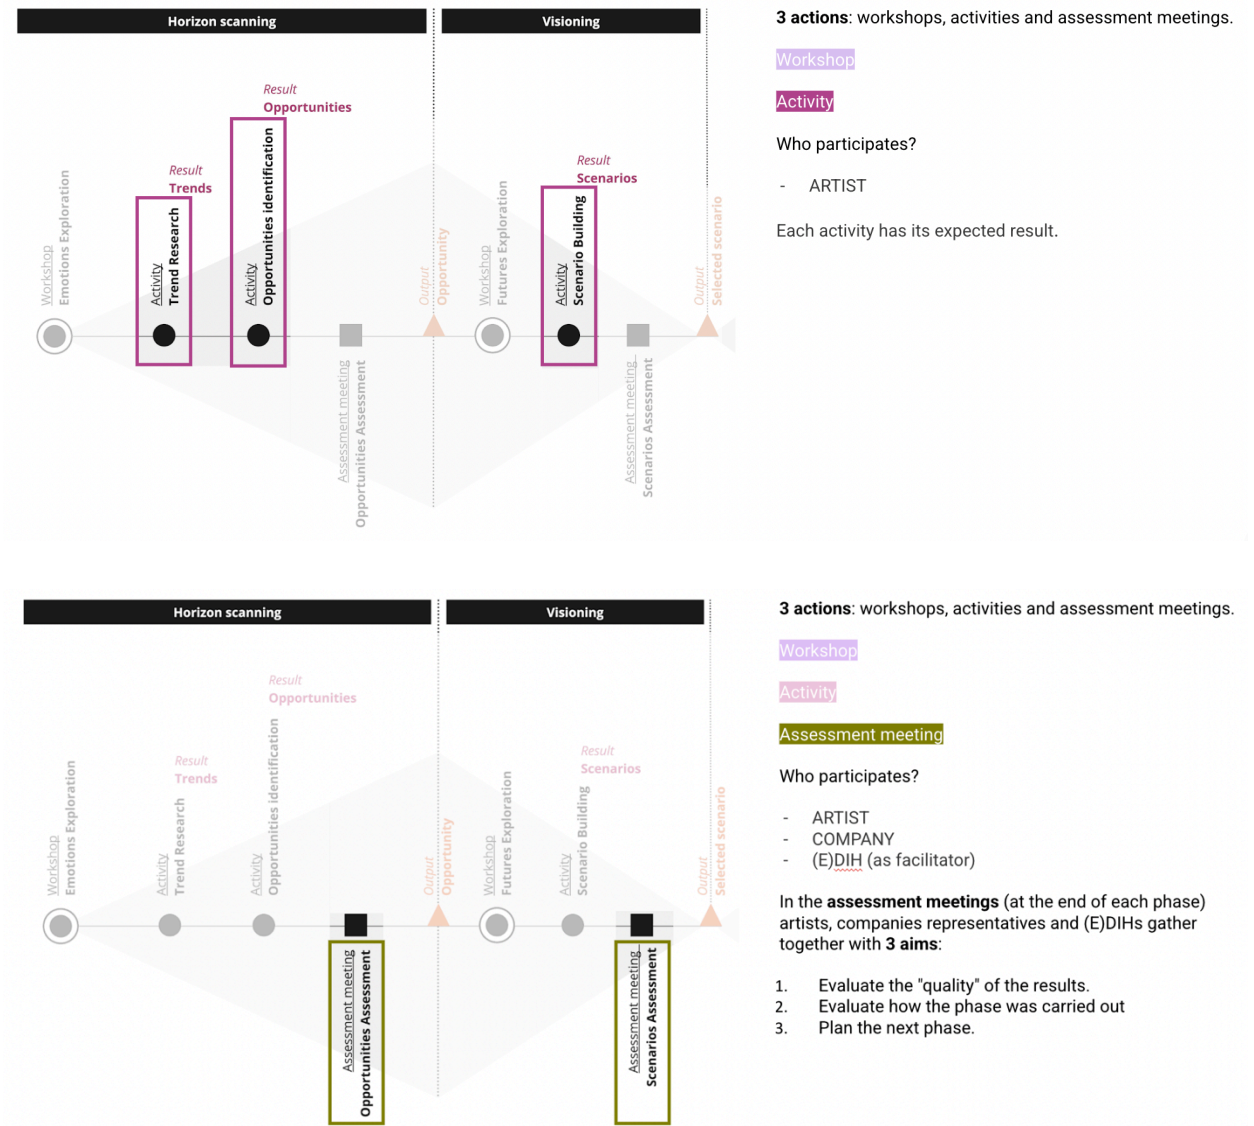 Horizon scanning
Visioning
Result
Opportunities
Result
Trends
Result
Scenarios
Workshop
Emotions Exploration
Activity
Trend Research
Activity
Opportunities identification
Output
Opportunity
Workshop
Futures Exploration
Activity
Scenario Building
Output
Selected scenario
Assessment meeting
Opportunities Assessment
Assessment meeting
Scenarios Assessment
3 actions: workshops, activities and assessment meetings.
Workshop
Activity
Who participates?
- ARTIST
Each activity has its expected result.
Horizon scanning
Visioning
Result
Opportunities
Result
Trends
Result
Scenarios
Workshop
Emotions Exploration
Activity
Trend Research
Activity
Opportunities identification
Output
Opportunity
Workshop
Futures Exploration
Activity
Scenario Building
Output
Selected scenario
Assessment meeting
Opportunities Assessment
Assessment meeting
Scenarios Assessment
3 actions: workshops, activities and assessment meetings.
Workshop
Activity
Assessment meeting
Who participates?
- ARTIST
- COMPANY
- (E)DIH (as facilitator)
In the assessment meetings (at the end of each phase)
artists, companies representatives and (E)DIHs gather
together with 3 aims:
1. Evaluate the "quality" of the results.
2. Evaluate how the phase was carried out
3. Plan the next phase.